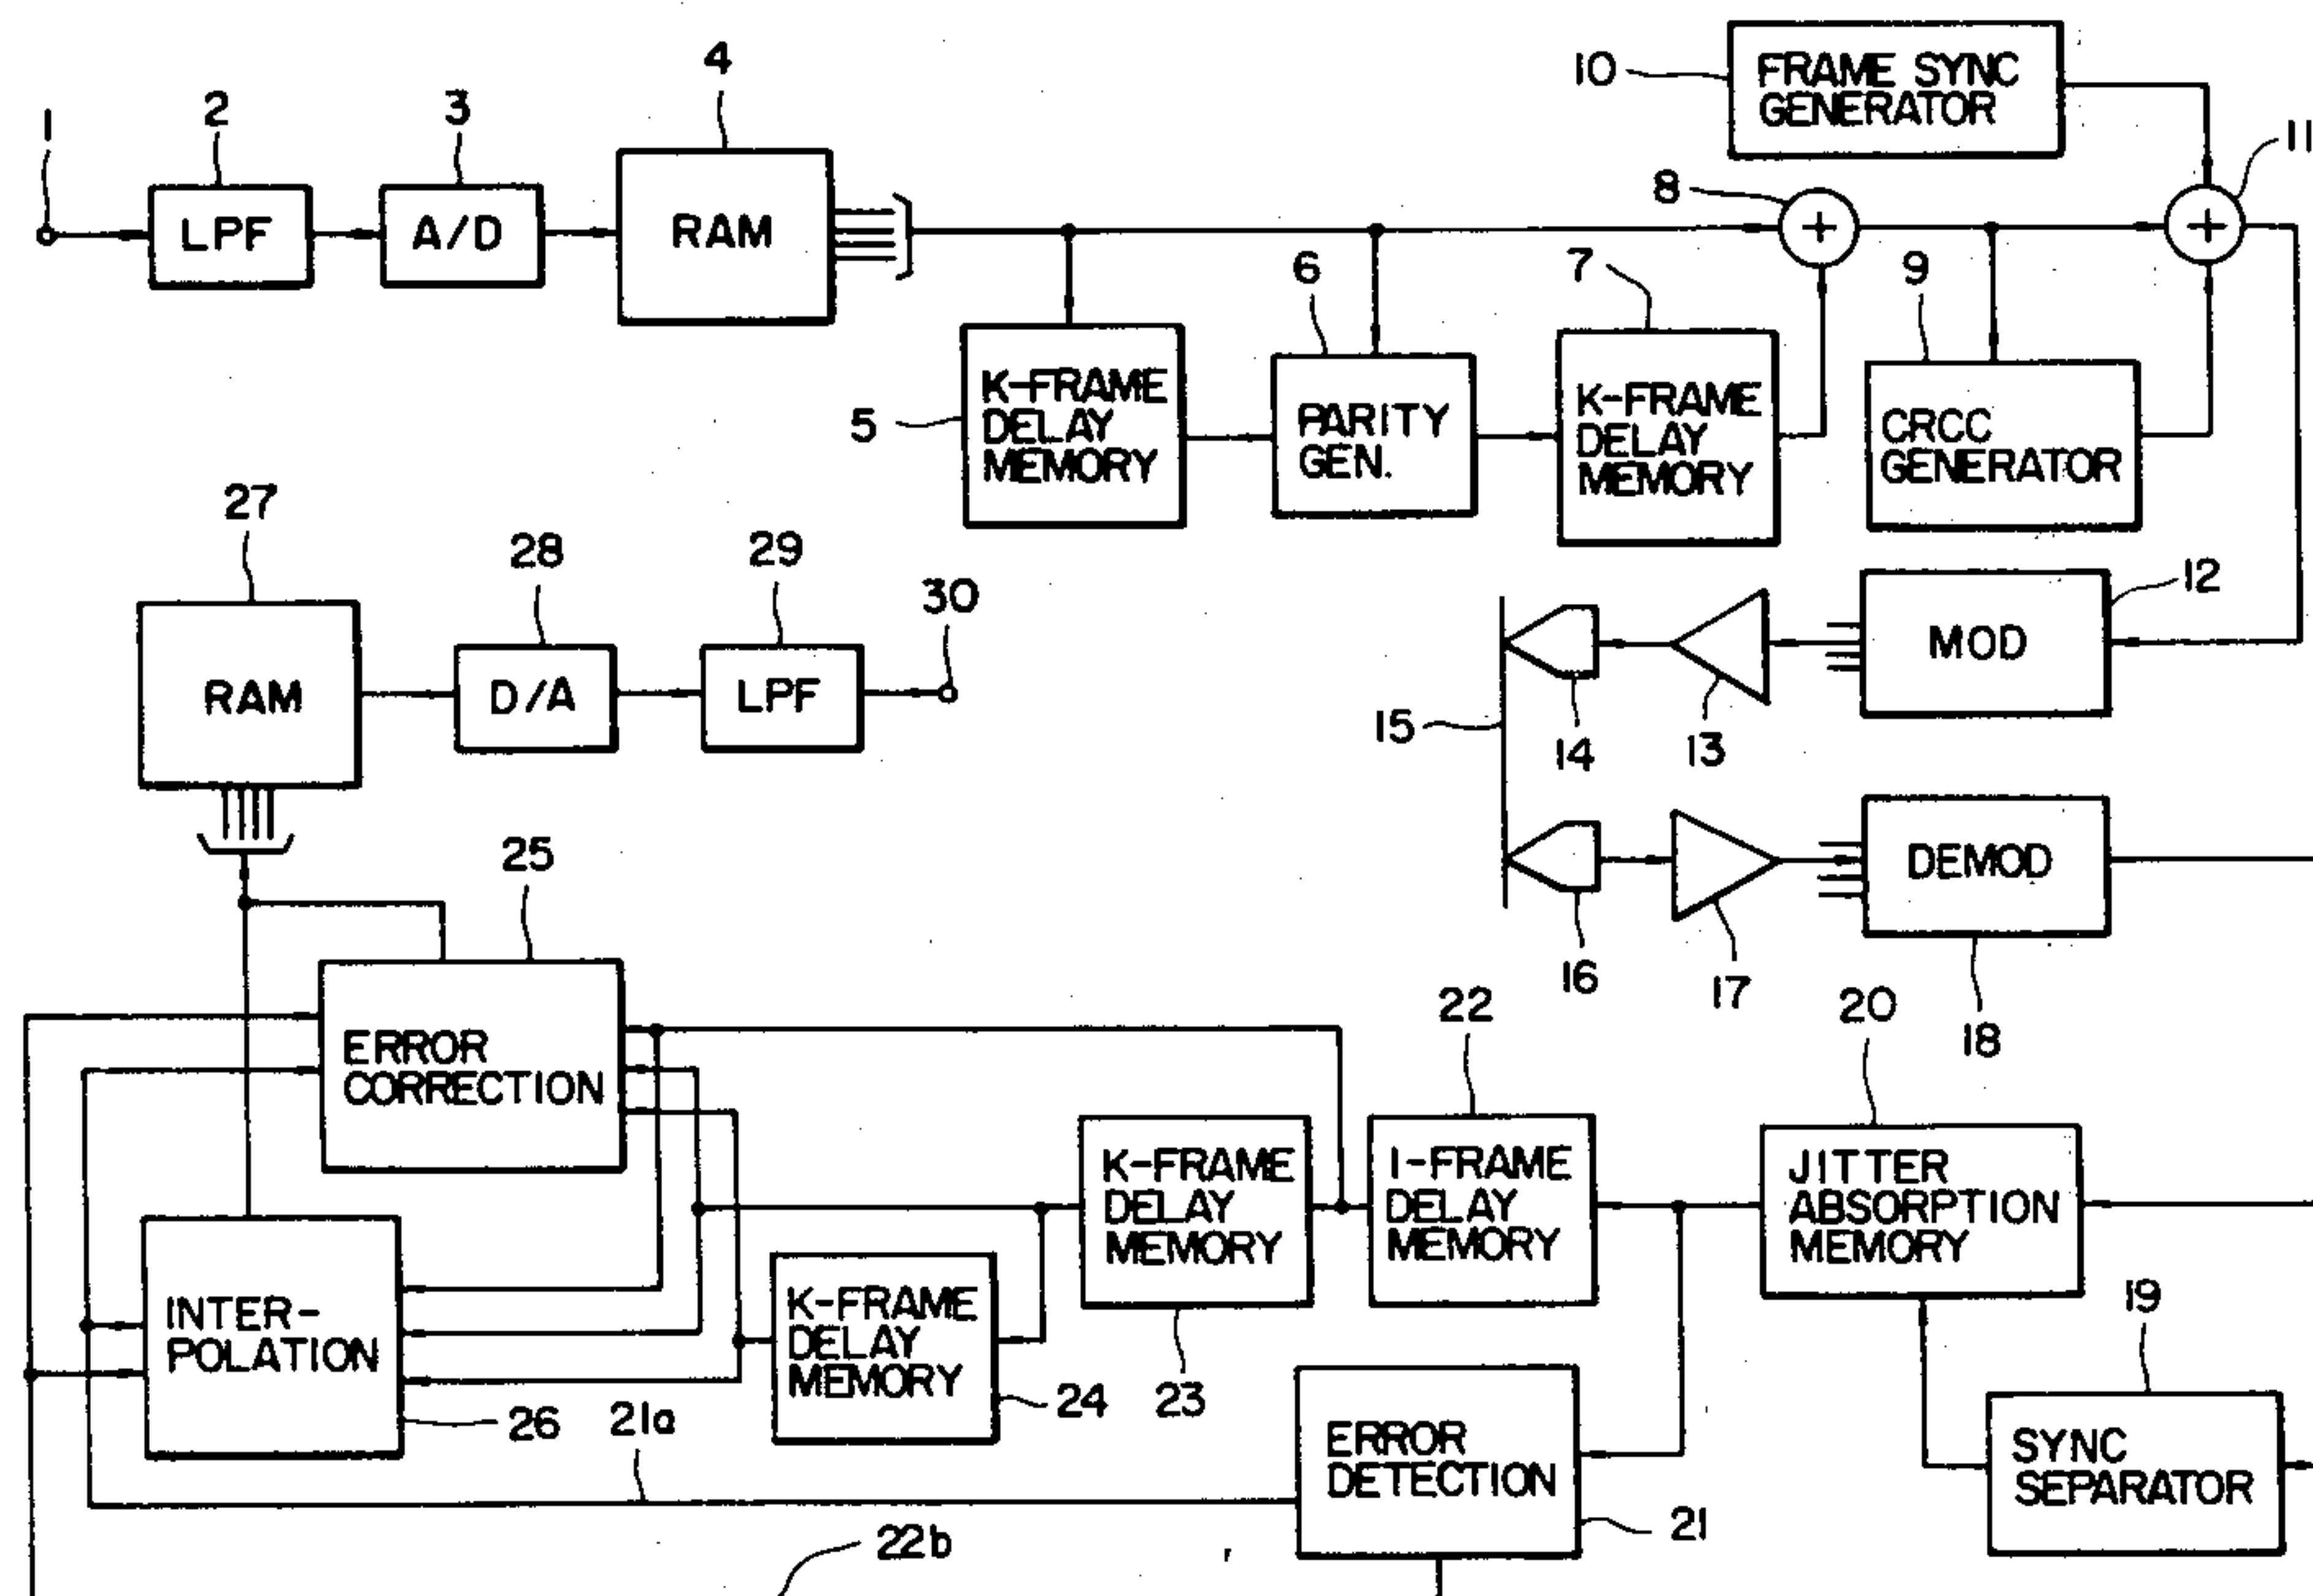 1
2
3
4
LPF
A/D
RAM
10
FRAME SYNC
GENERATOR
11
8
+
+
5
K-FRAME
DELAY
MEMORY
6
PARITY
GEN.
7
K-FRAME
DELAY
MEMORY
9
CRCC
GENERATOR
27
RAM
28
D/A
29
LPF
30
12
MOD
13
14
15
16
17
DEMOD
18
25
ERROR
CORRECTION
22
1-FRAME
DELAY
MEMORY
20
JITTER
ABSORPTION
MEMORY
K-FRAME
DELAY
MEMORY
23
K-FRAME
DELAY
MEMORY
24
INTER-
POLATION
26
21a
ERROR
DETECTION
21
19
SYNC
SEPARATOR
22b